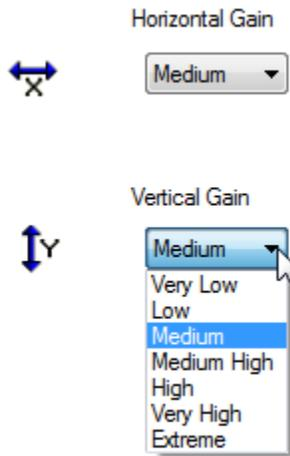 Horizontal Gain
X
Medium
Vertical Gain
Y
Medium
Very Low
Low
Medium
Medium High
High
Very High
Extreme